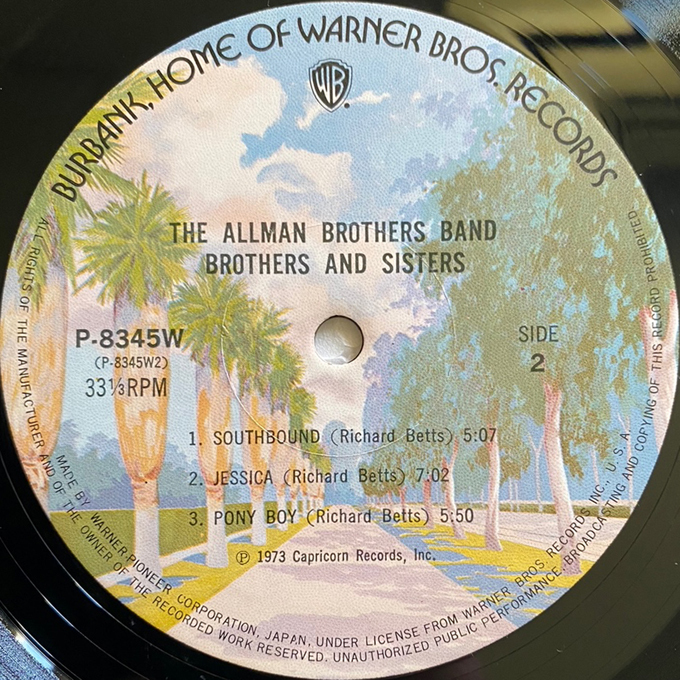 BURBANK, HOME OF WARNER BROS. RECORDS
WB
THE ALLMAN BROTHERS BAND
BROTHERS AND SISTERS
P-8345W
(P-8345W2)
33⅓RPM
SIDE
2
1. SOUTHBOUND (Richard Betts) 5:07
2. JESSICA (Richard Betts) 7:02
3. PONY BOY (Richard Betts) 5:50
Ⓟ 1973 Capricorn Records, Inc.
MADE BY WARNER-PIONEER CORPORATION, JAPAN, UNDER LICENSE FROM WARNER BROS. RECORDS INC., U.S.A.
ALL RIGHTS OF THE MANUFACTURER AND OF THE OWNER OF THE RECORDED WORK RESERVED. UNAUTHORIZED PUBLIC PERFORMANCE, BROADCASTING AND COPYING OF THIS RECORD PROHIBITED.